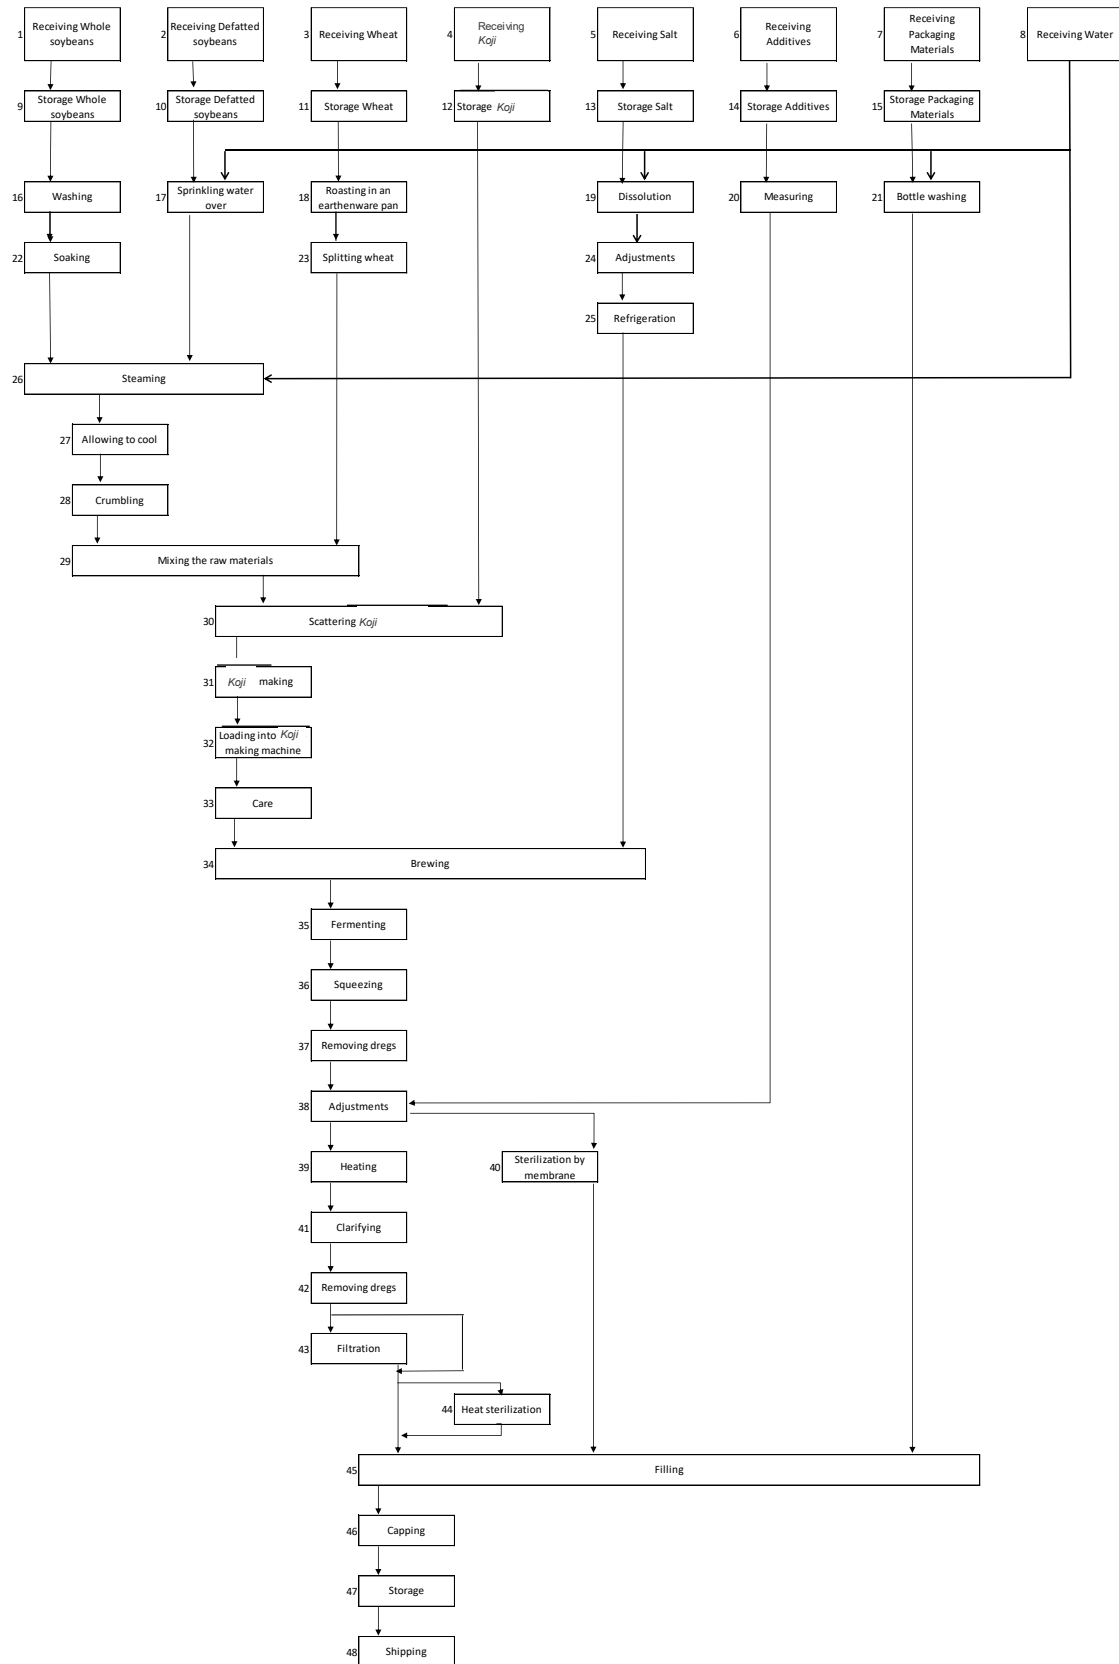 1 Receiving Whole
soybeans
2 Receiving Defatted
soybeans
3 Receiving Wheat
4 Receiving
Koji
5 Receiving Salt
6 Receiving
Additives
7 Receiving
Packaging
Materials
8 Receiving Water
9 Storage Whole
soybeans
10 Storage Defatted
soybeans
11 Storage Wheat
12 Storage Koji
13 Storage Salt
14 Storage Additives
15 Storage Packaging
Materials
16 Washing
17 Sprinkling water
over
18 Roasting in an
earthenware pan
19 Dissolution
20 Measuring
21 Bottle washing
22 Soaking
23 Splitting wheat
24 Adjustments
25 Refrigeration
26 Steaming
27 Allowing to cool
28 Crumbling
29 Mixing the raw materials
30 Scattering Koji
31 Koji making
32 Loading into Koji
making machine
33 Care
34 Brewing
35 Fermenting
36 Squeezing
37 Removing dregs
38 Adjustments
39 Heating
40 Sterilization by
membrane
41 Clarifying
42 Removing dregs
43 Filtration
44 Heat sterilization
45 Filling
46 Capping
47 Storage
48 Shipping